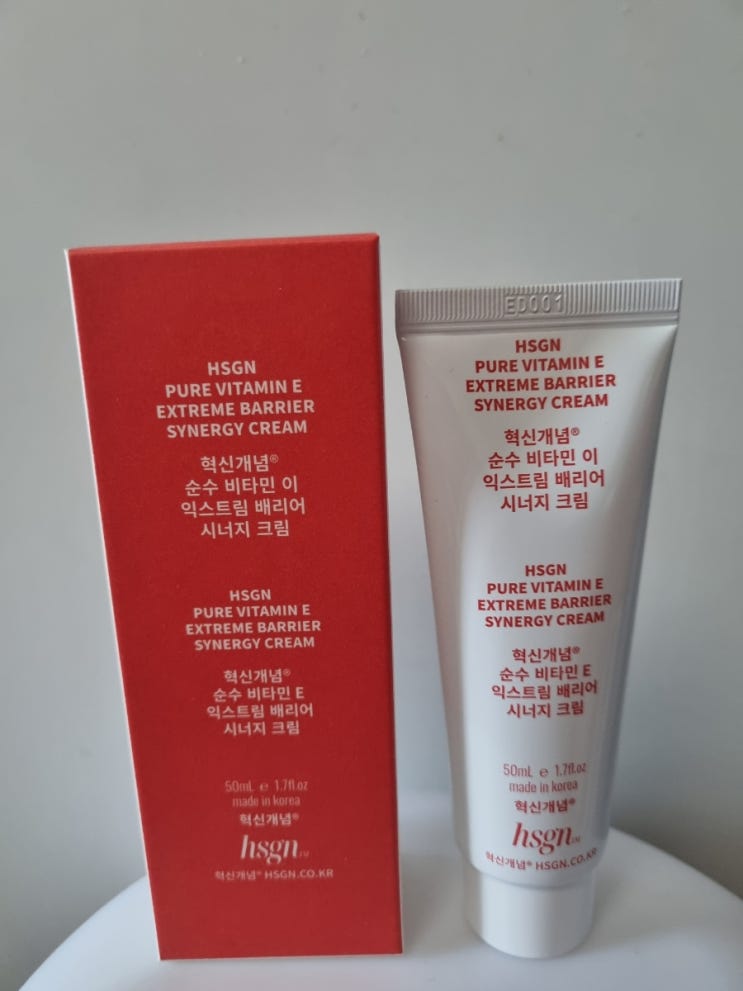 HSGN
PURE VITAMIN E
EXTREME BARRIER
SYNERGY CREAM
혁신개념®
순수 비타민 이
익스트림 배리어
시너지 크림
HSGN
PURE VITAMIN E
EXTREME BARRIER
SYNERGY CREAM
혁신개념®
순수 비타민 E
익스트림 배리어
시너지 크림
50mL ℮ 1.7fl.oz
made in korea
혁신개념®
hsgn™
혁신개념® HSGN.CO.KR
ED001
HSGN
PURE VITAMIN E
EXTREME BARRIER
SYNERGY CREAM
혁신개념®
순수 비타민 이
익스트림 배리어
시너지 크림
HSGN
PURE VITAMIN E
EXTREME BARRIER
SYNERGY CREAM
혁신개념®
순수 비타민 E
익스트림 배리어
시너지 크림
50mL ℮ 1.7fl.oz
made in korea
혁신개념®
hsgn™
혁신개념® HSGN.CO.KR